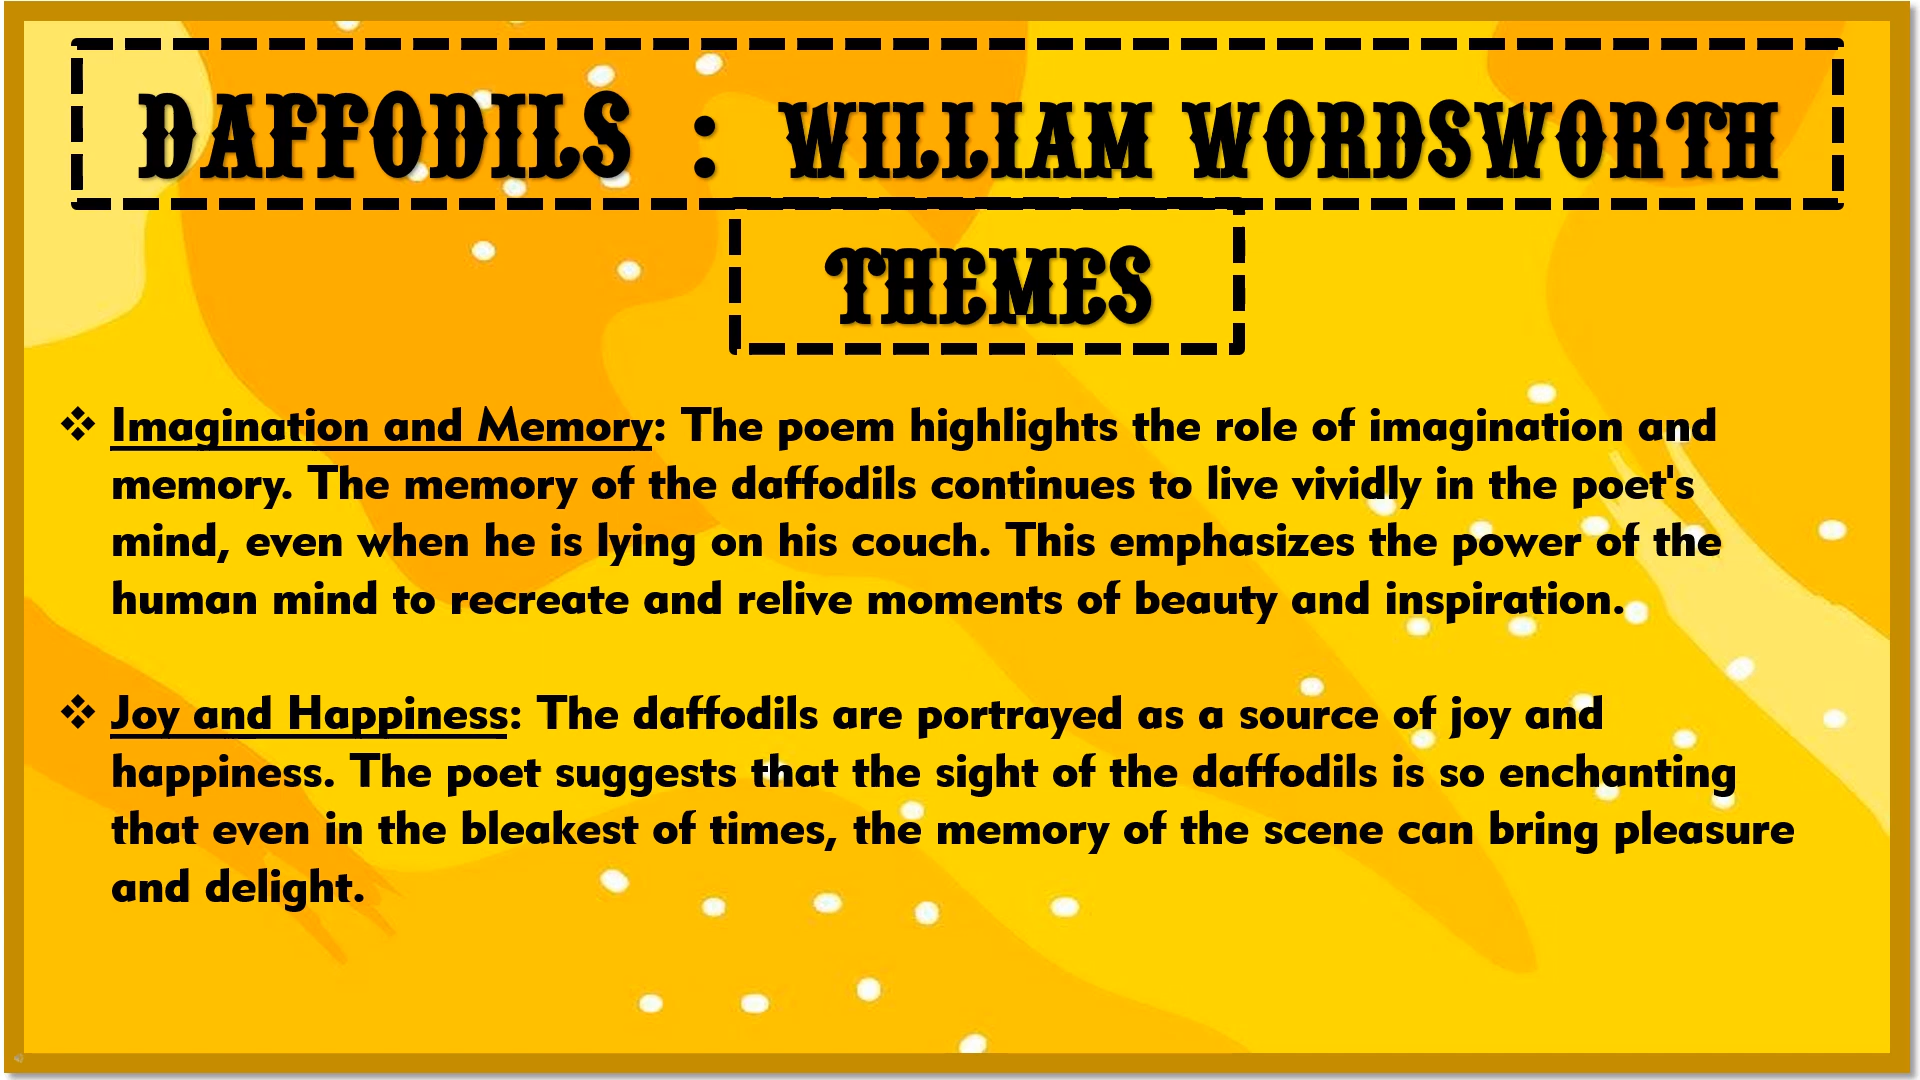 DAFFODILS : WILLIAM WORDSWORTH
THEMES
❖ Imagination and Memory: The poem highlights the role of imagination and
memory. The memory of the daffodils continues to live vividly in the poet's
mind, even when he is lying on his couch. This emphasizes the power of the
human mind to recreate and relive moments of beauty and inspiration.
❖ Joy and Happiness: The daffodils are portrayed as a source of joy and
happiness. The poet suggests that the sight of the daffodils is so enchanting
that even in the bleakest of times, the memory of the scene can bring pleasure
and delight.